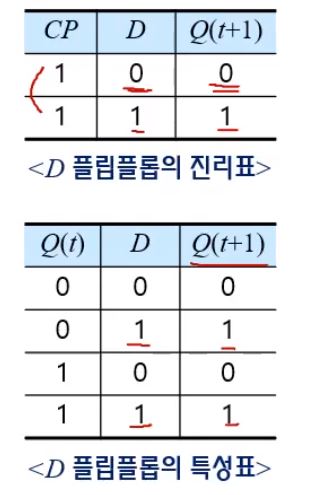 CP D Q(t+1)
1 0 0
1 1 1
<D 플립플롭의 진리표>
Q(t) D Q(t+1)
0 0 0
0 1 1
1 0 0
1 1 1
<D 플립플롭의 특성표>